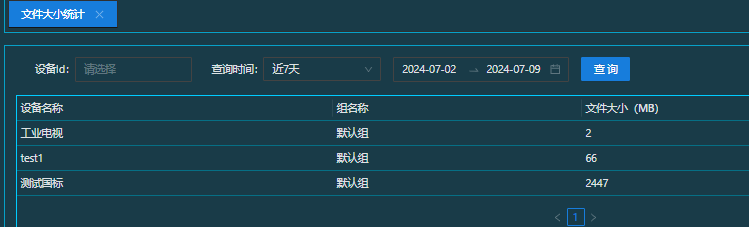 文件大小统计
设备Id: 请选择 查询时间: 近7天 2024-07-02 → 2024-07-09 查 询
设备名称 组名称 文件大小（MB）
工业电视 默认组 2
test1 默认组 66
测试国标 默认组 2447
1